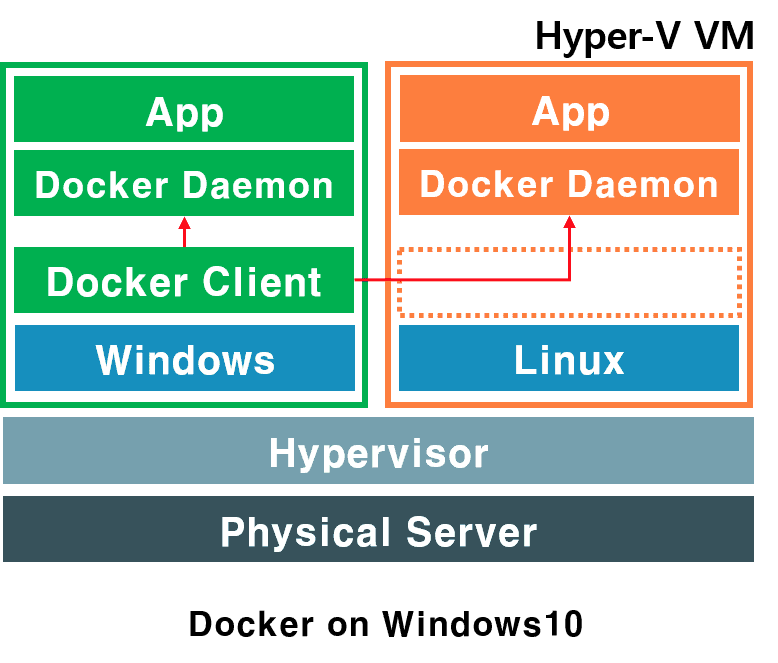 Hyper-V VM
App
Docker Daemon
Docker Client
Windows
App
Docker Daemon
Linux
Hypervisor
Physical Server
Docker on Windows10